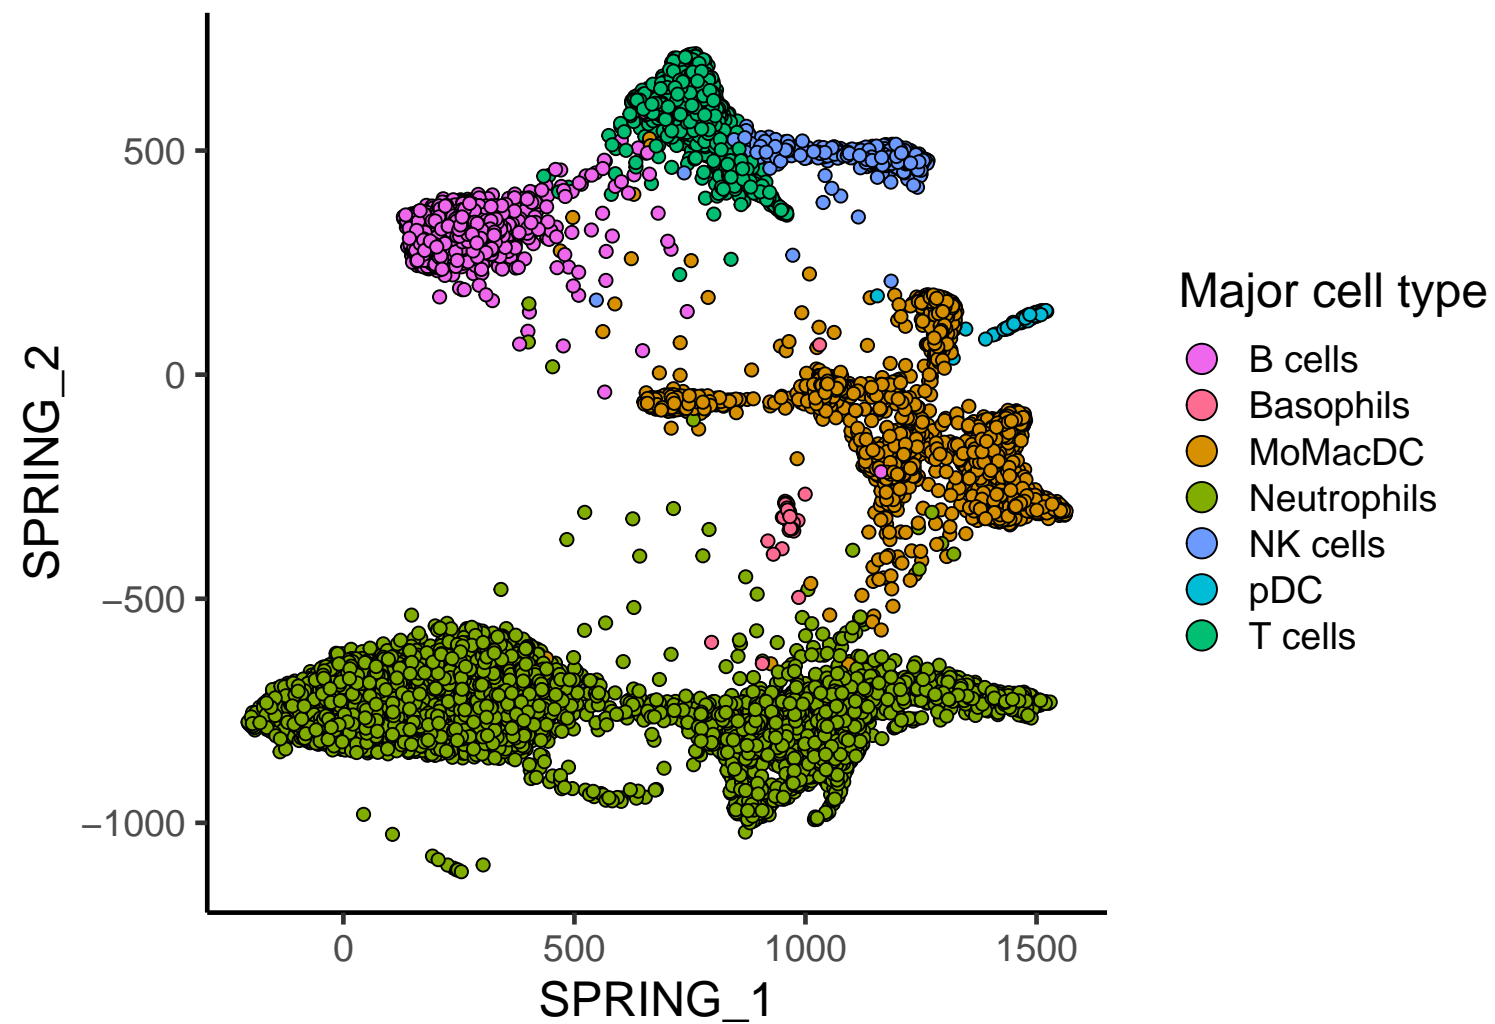 500
0
−500
−1000
SPRING_2
0
500
1000
1500
SPRING_1
Major cell type
B cells
Basophils
MoMacDC
Neutrophils
NK cells
pDC
T cells